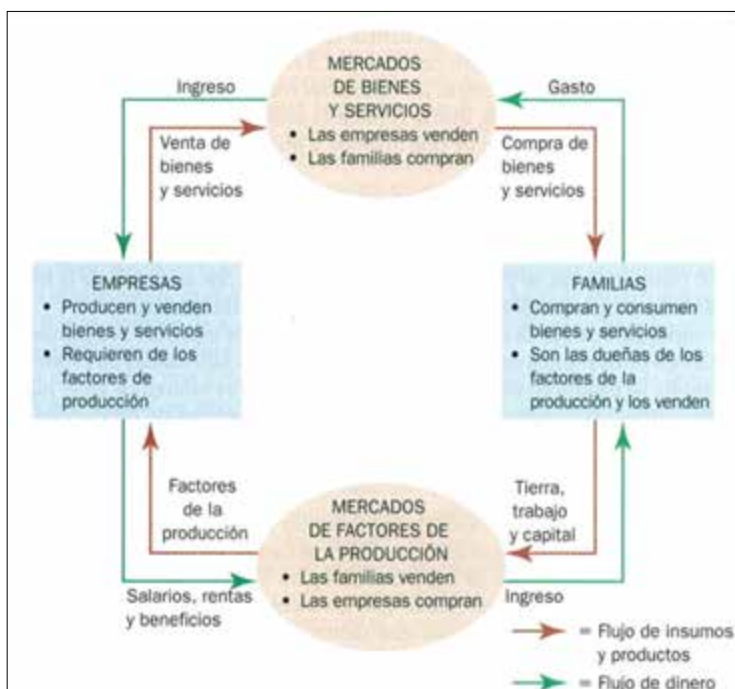 MERCADOS
DE BIENES
Y SERVICIOS
• Las empresas venden
• Las familias compran
Ingreso
Gasto
Venta de
bienes
y servicios
Compra de
bienes
y servicios
EMPRESAS
• Producen y venden
bienes y servicios
• Requieren de los
factores de
producción
FAMILIAS
• Compran y consumen
bienes y servicios
• Son las dueñas de los
factores de la
producción y los venden
Factores
de la
producción
Tierra,
trabajo
y capital
MERCADOS
DE FACTORES DE
LA PRODUCCIÓN
• Las familias venden
• Las empresas compran
Salarios, rentas
y beneficios
Ingreso
= Flujo de insumos
y productos
= Flujo de dinero